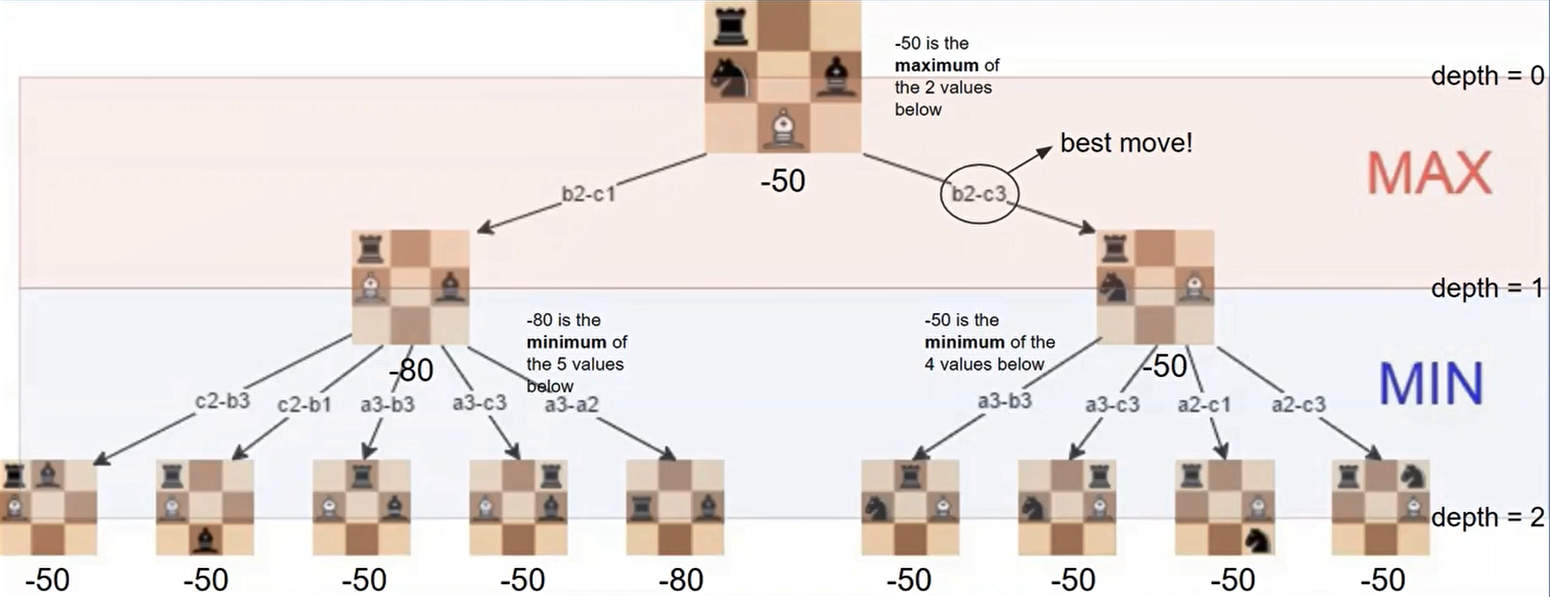 -50 is the
maximum of
the 2 values
below
depth = 0
best move!
MAX
-50
b2-c1
b2-c3
depth = 1
-80 is the
minimum of
the 5 values
below
-50 is the
minimum of the
4 values below
-80
-50
MIN
c2-b3
c2-b1
a3-b3
a3-c3
a3-a2
a3-b3
a3-c3
a2-c1
a2-c3
depth = 2
-50
-50
-50
-50
-80
-50
-50
-50
-50